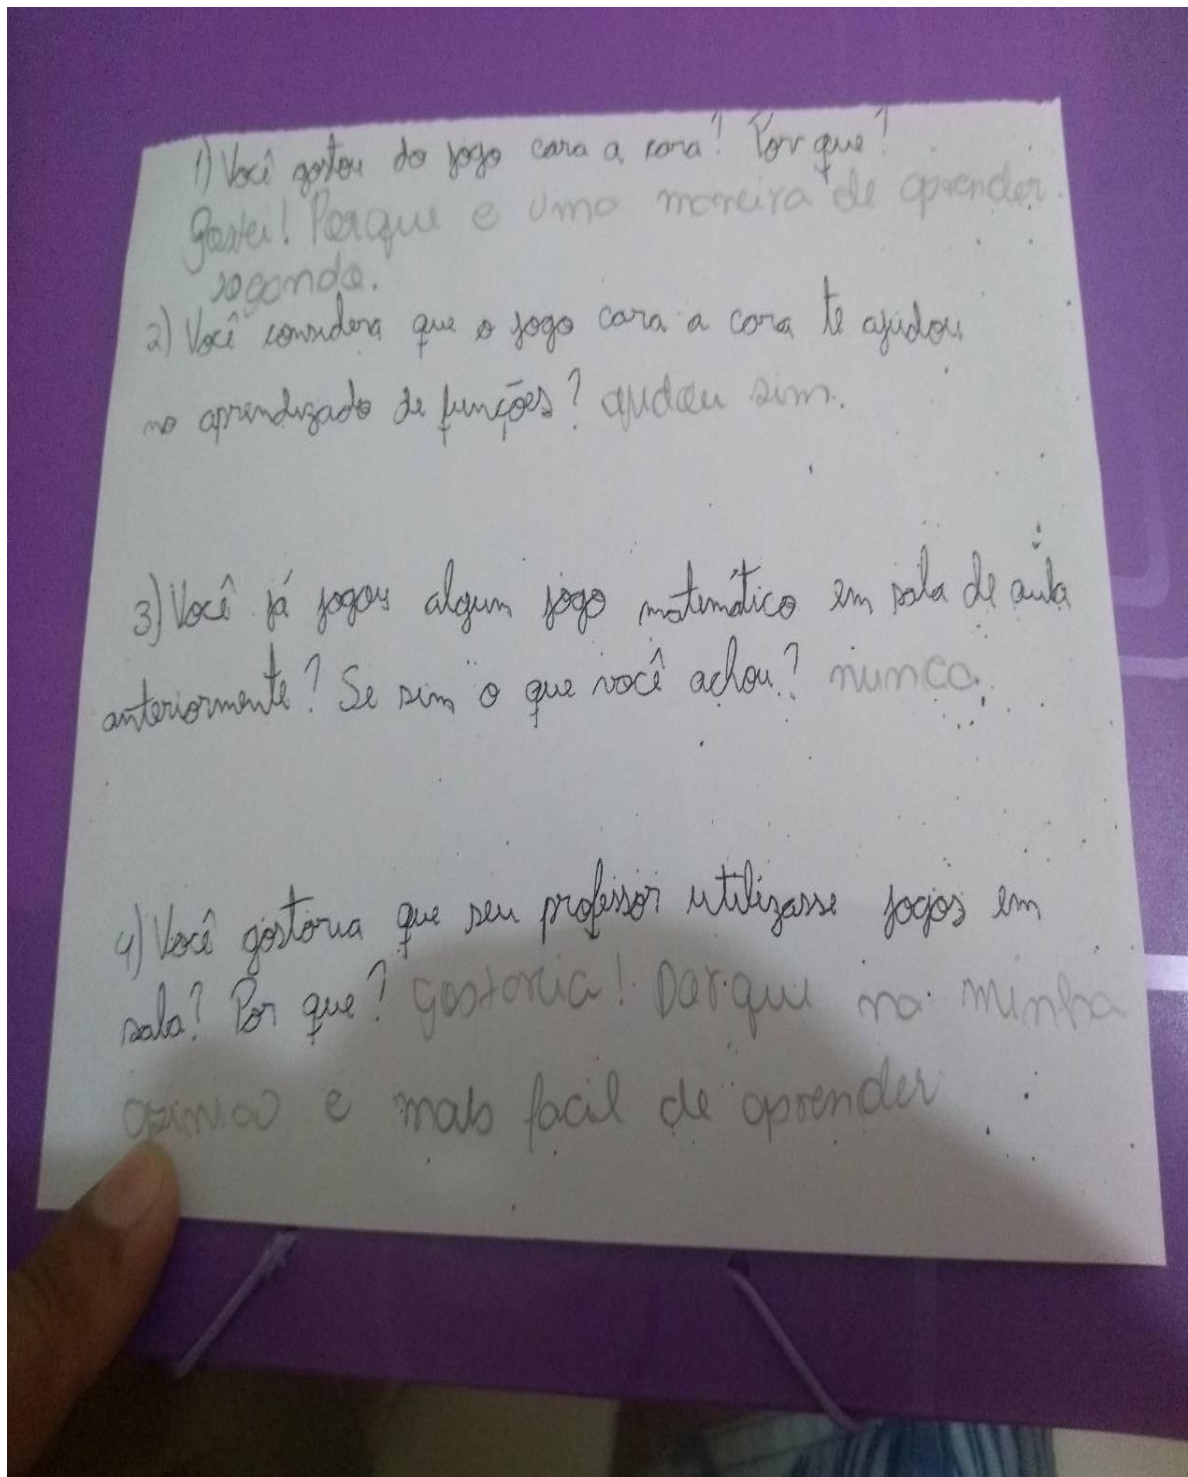 1) Você gostou do jogo cara a cara? Por que?
Gostei! Porque e uma maneira de aprender
jogando.
2) Você considera que o jogo cara a cara te ajudou
no aprendizado de funções? ajudou sim.
3) Você já jogou algum jogo matemático em sala de aula
anteriormente? Se sim o que você achou? nunca.
4) Você gostaria que seu professor utilizasse jogos em
sala? Por que? Gostaria! Porque na minha
opinião e mais facil de aprender